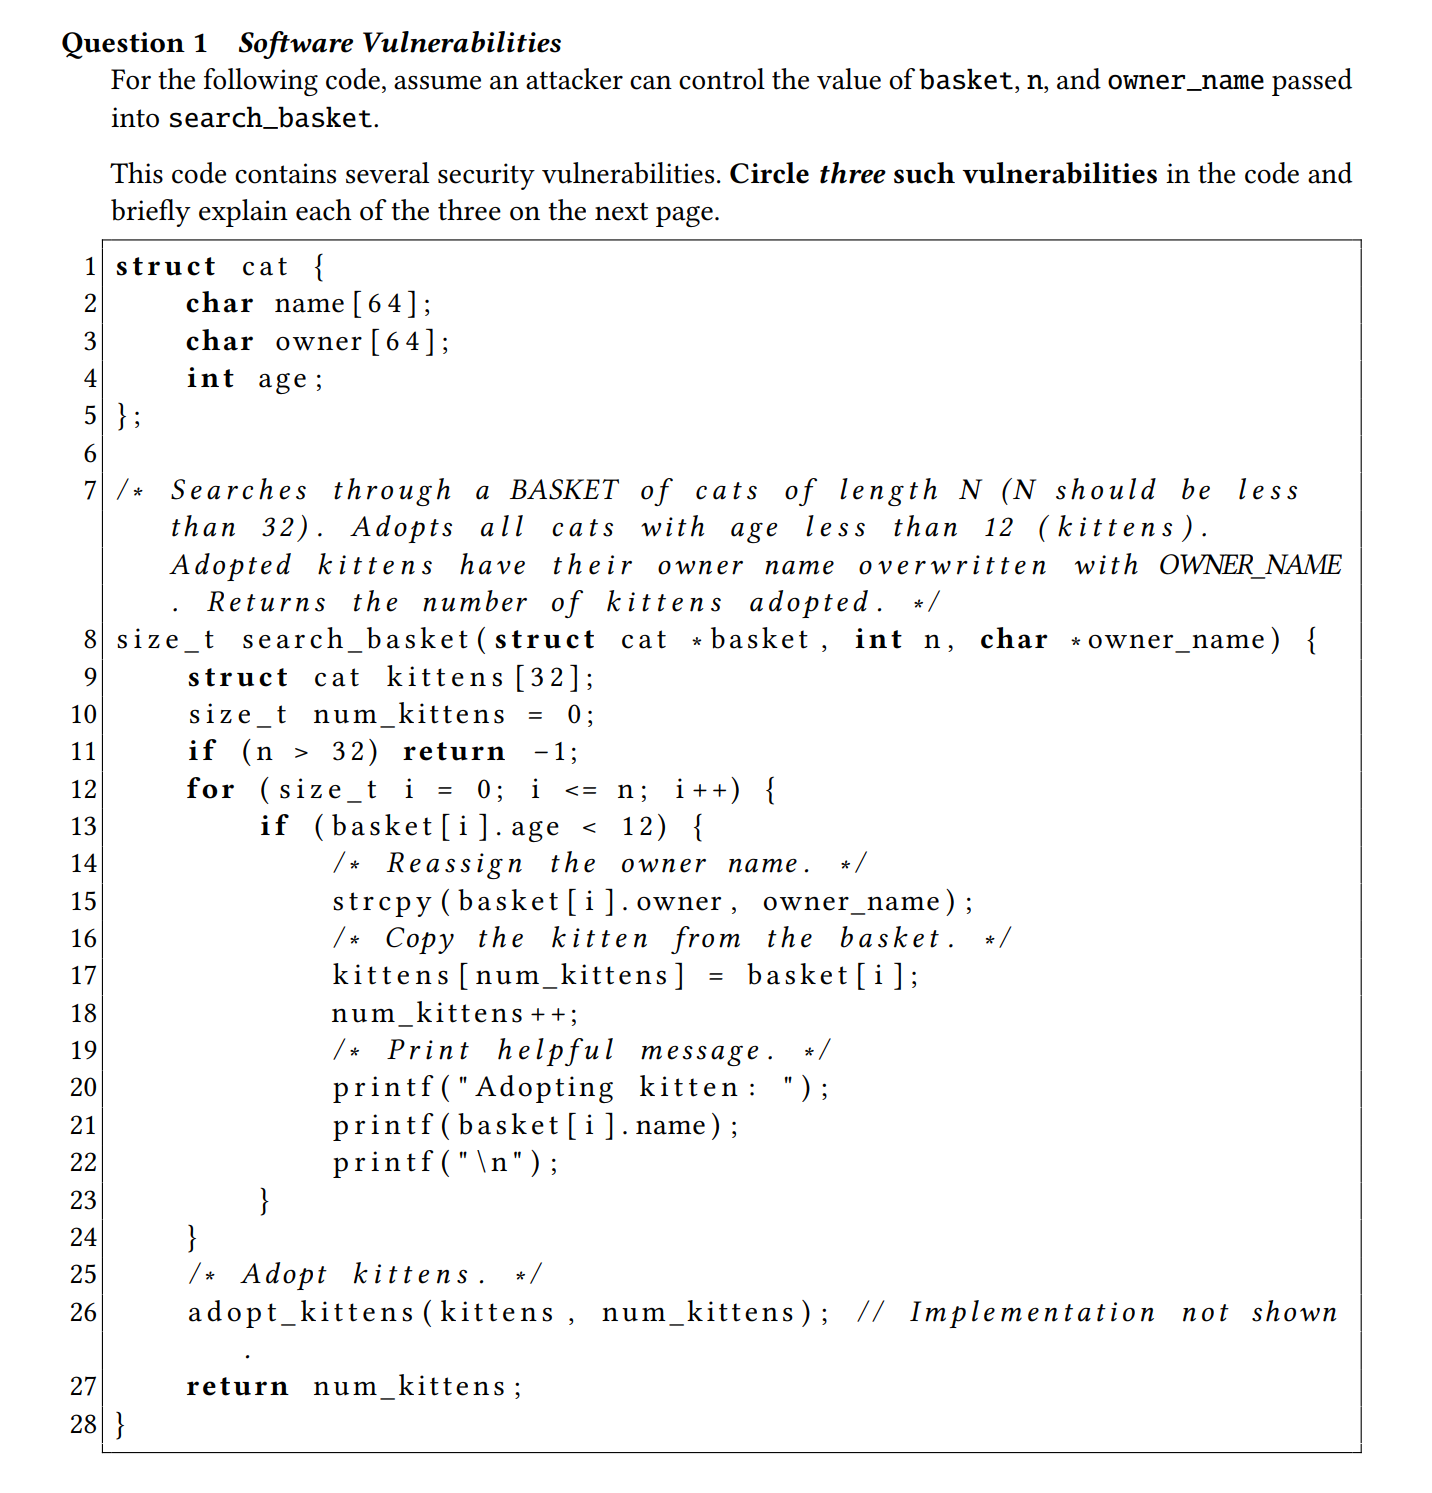 Question 1 Software Vulnerabilities
For the following code, assume an attacker can control the value of basket, n, and owner_name passed
into search_basket.
This code contains several security vulnerabilities. Circle three such vulnerabilities in the code and
briefly explain each of the three on the next page.
1 struct cat {
2 char name[64];
3 char owner[64];
4 int age;
5 };
6
7 /* Searches through a BASKET of cats of length N (N should be less
than 32). Adopts all cats with age less than 12 (kittens).
Adopted kittens have their owner name overwritten with OWNER_NAME
. Returns the number of kittens adopted. */
8 size_t search_basket(struct cat *basket, int n, char *owner_name) {
9 struct cat kittens[32];
10 size_t num_kittens = 0;
11 if (n > 32) return -1;
12 for (size_t i = 0; i <= n; i++) {
13 if (basket[i].age < 12) {
14 /* Reassign the owner name. */
15 strcpy(basket[i].owner, owner_name);
16 /* Copy the kitten from the basket. */
17 kittens[num_kittens] = basket[i];
18 num_kittens++;
19 /* Print helpful message. */
20 printf("Adopting kitten: ");
21 printf(basket[i].name);
22 printf("\n");
23 }
24 }
25 /* Adopt kittens. */
26 adopt_kittens(kittens, num_kittens); // Implementation not shown
.
27 return num_kittens;
28 }